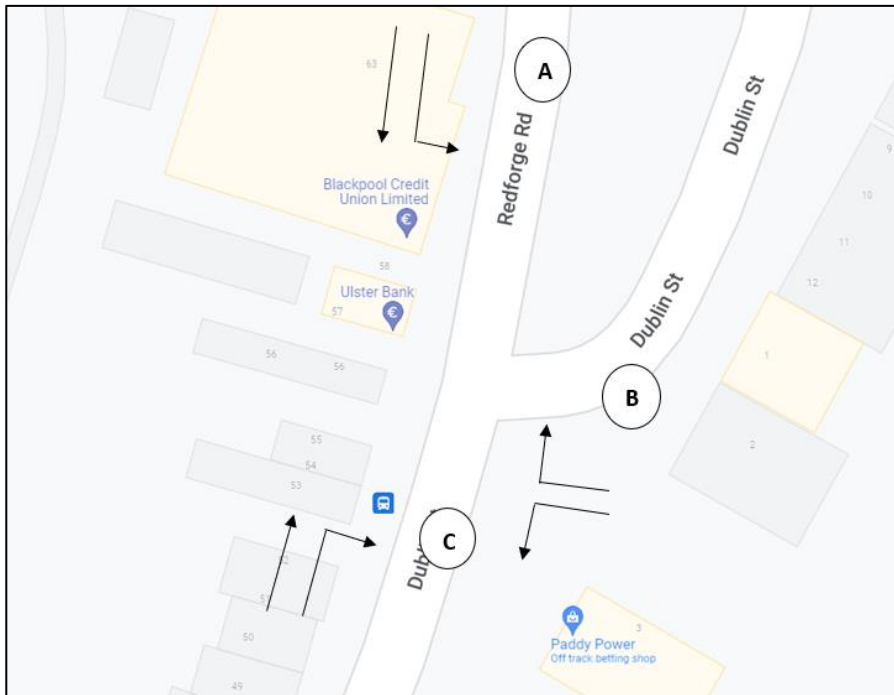 A
63
Redforge Rd
Dublin St
9
10
11
12
Blackpool Credit
Union Limited
58
Ulster Bank
57
Dublin St
56
56
1
B
2
55
54
53
C
52
51
50
49
3
Paddy Power
Off track betting shop